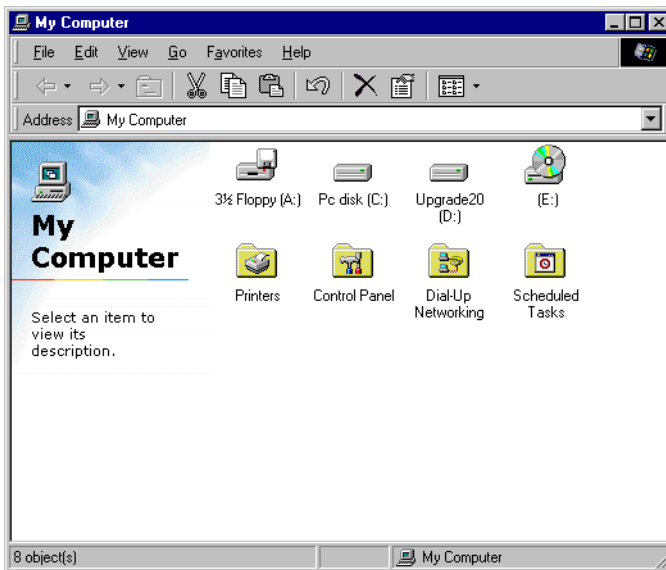 My Computer
File Edit View Go Favorites Help
Address My Computer
My
Computer
Select an item to
view its
description.
3½ Floppy (A:) Pc disk (C:) Upgrade20
(D:) (E:)
Printers Control Panel Dial-Up
Networking Scheduled
Tasks
8 object(s) My Computer